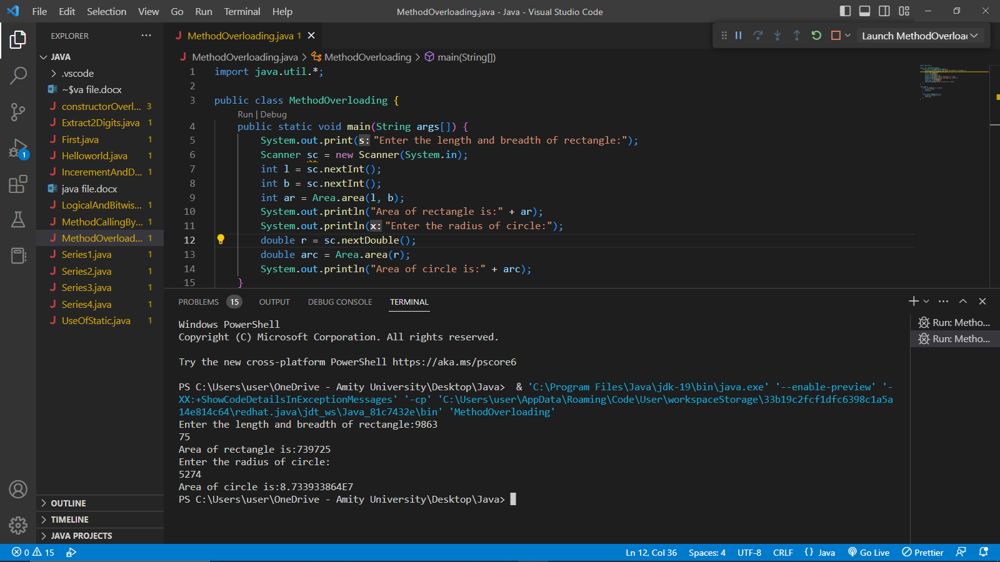 File Edit Selection View Go Run Terminal Help
MethodOverloading.java - Java - Visual Studio Code
EXPLORER
JAVA
.vscode
~$va file.docx
constructorOverl... 3
Extract2Digits.java 1
First.java 1
Helloworld.java 1
IncerementAndD... 1
java file.docx
LogicalAndBitwis... 1
MethodCallingBy... 1
MethodOverload... 1
Series1.java 1
Series2.java 1
Series3.java 1
Series4.java 1
UseOfStatic.java 1
OUTLINE
TIMELINE
JAVA PROJECTS
1
MethodOverloading.java 1
Launch MethodOverloa
MethodOverloading.java > MethodOverloading > main(String[])
1 import java.util.*;
2
3 public class MethodOverloading {
Run | Debug
4 public static void main(String args[]) {
5 System.out.print(s: "Enter the length and breadth of rectangle:");
6 Scanner sc = new Scanner(System.in);
7 int l = sc.nextInt();
8 int b = sc.nextInt();
9 int ar = Area.area(l, b);
10 System.out.println("Area of rectangle is:" + ar);
11 System.out.println(x: "Enter the radius of circle:");
12 double r = sc.nextDouble();
13 double arc = Area.area(r);
14 System.out.println("Area of circle is:" + arc);
15 }
PROBLEMS 15 OUTPUT DEBUG CONSOLE TERMINAL
Windows PowerShell
Copyright (C) Microsoft Corporation. All rights reserved.
Try the new cross-platform PowerShell https://aka.ms/pscore6
PS C:\Users\user\OneDrive - Amity University\Desktop\Java> & 'C:\Program Files\Java\jdk-19\bin\java.exe' '--enable-preview' '-
XX:+ShowCodeDetailsInExceptionMessages' '-cp' 'C:\Users\user\AppData\Roaming\Code\User\workspaceStorage\33b19c2fcf1dfc6398c1a5a
14e814c64\redhat.java\jdt_ws\Java_81c7432e\bin' 'MethodOverloading'
Enter the length and breadth of rectangle:9863
75
Area of rectangle is:739725
Enter the radius of circle:
5274
Area of circle is:8.733933864E7
PS C:\Users\user\OneDrive - Amity University\Desktop\Java>
Run: Metho...
Run: Metho...
0 15
Ln 12, Col 36 Spaces: 4 UTF-8 CRLF {} Java Go Live Prettier